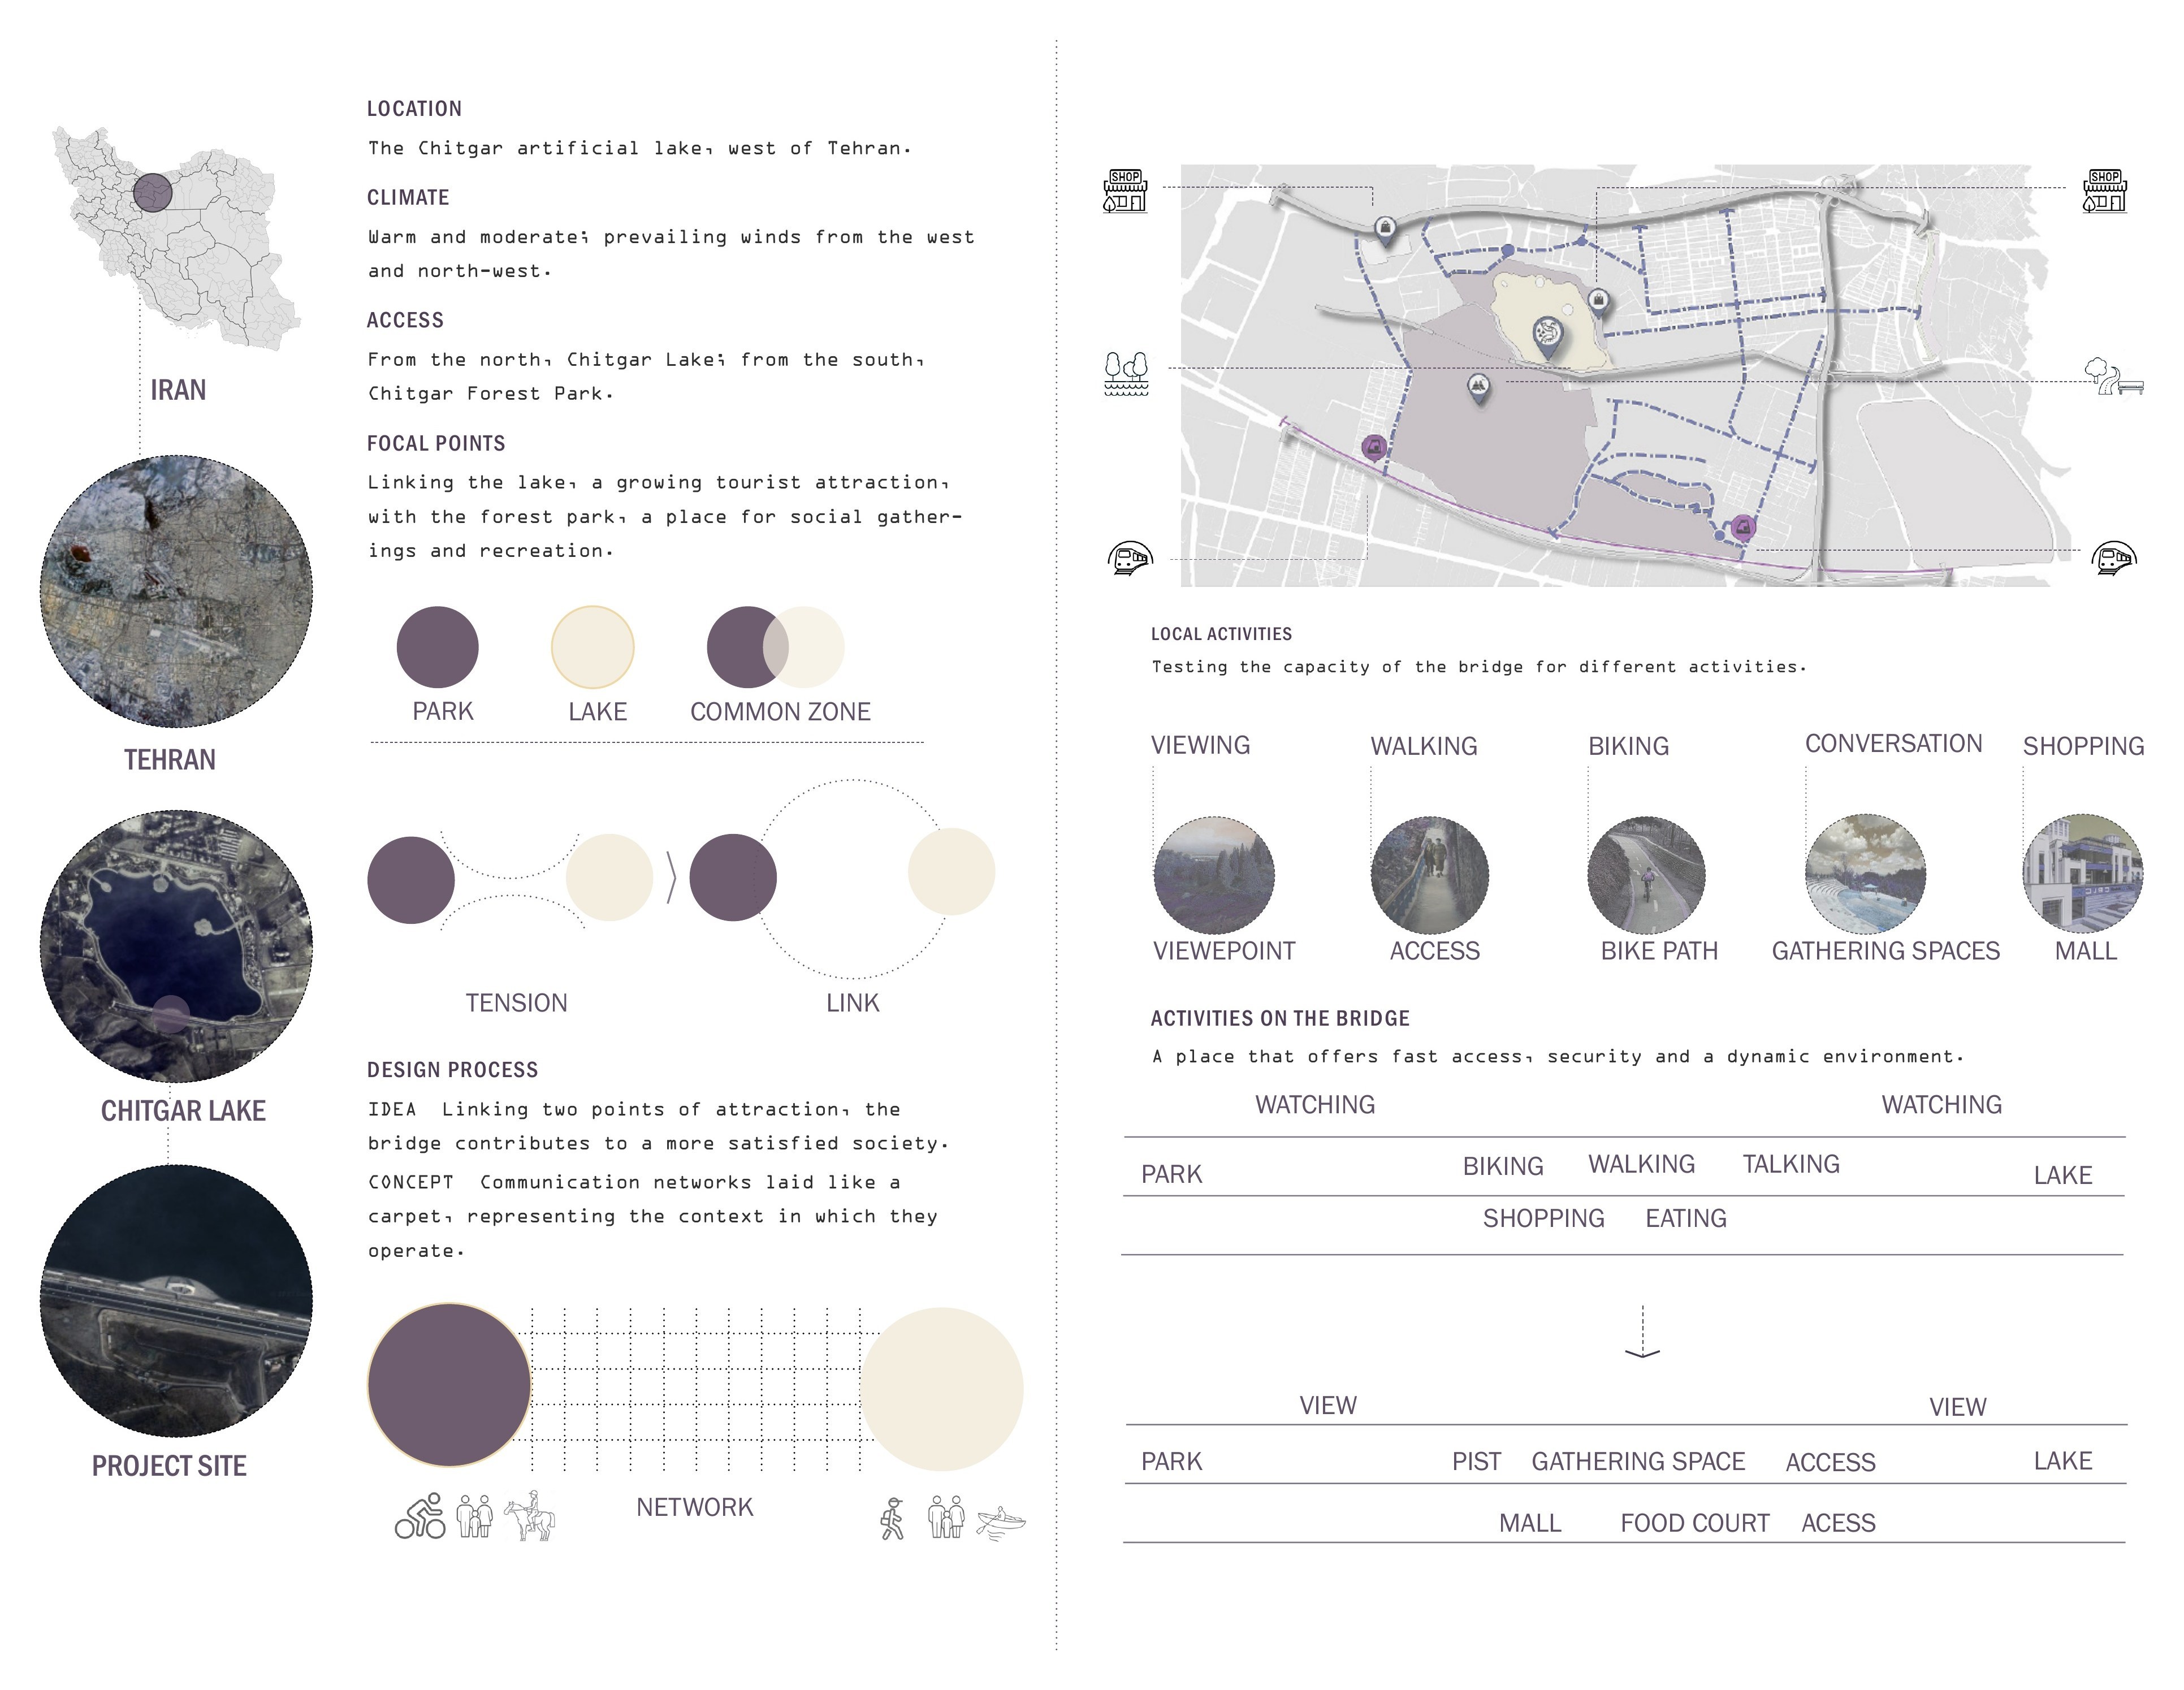 IRAN
TEHRAN
CHITGAR LAKE
PROJECT SITE
LOCATION
The Chitgar artificial lake, west of Tehran.
CLIMATE
Warm and moderate; prevailing winds from the west
and north-west.
ACCESS
From the north, Chitgar Lake; from the south,
Chitgar Forest Park.
FOCAL POINTS
Linking the lake, a growing tourist attraction,
with the forest park, a place for social gather-
ings and recreation.
PARK LAKE COMMON ZONE
TENSION LINK
DESIGN PROCESS
IDEA Linking two points of attraction, the
bridge contributes to a more satisfied society.
CONCEPT Communication networks laid like a
carpet, representing the context in which they
operate.
NETWORK
SHOP SHOP
LOCAL ACTIVITIES
Testing the capacity of the bridge for different activities.
VIEWING WALKING BIKING CONVERSATION SHOPPING
VIEWEPOINT ACCESS BIKE PATH GATHERING SPACES MALL
ACTIVITIES ON THE BRIDGE
A place that offers fast access, security and a dynamic environment.
WATCHING WATCHING
PARK BIKING WALKING TALKING LAKE
SHOPPING EATING
VIEW VIEW
PARK PIST GATHERING SPACE ACCESS LAKE
MALL FOOD COURT ACESS